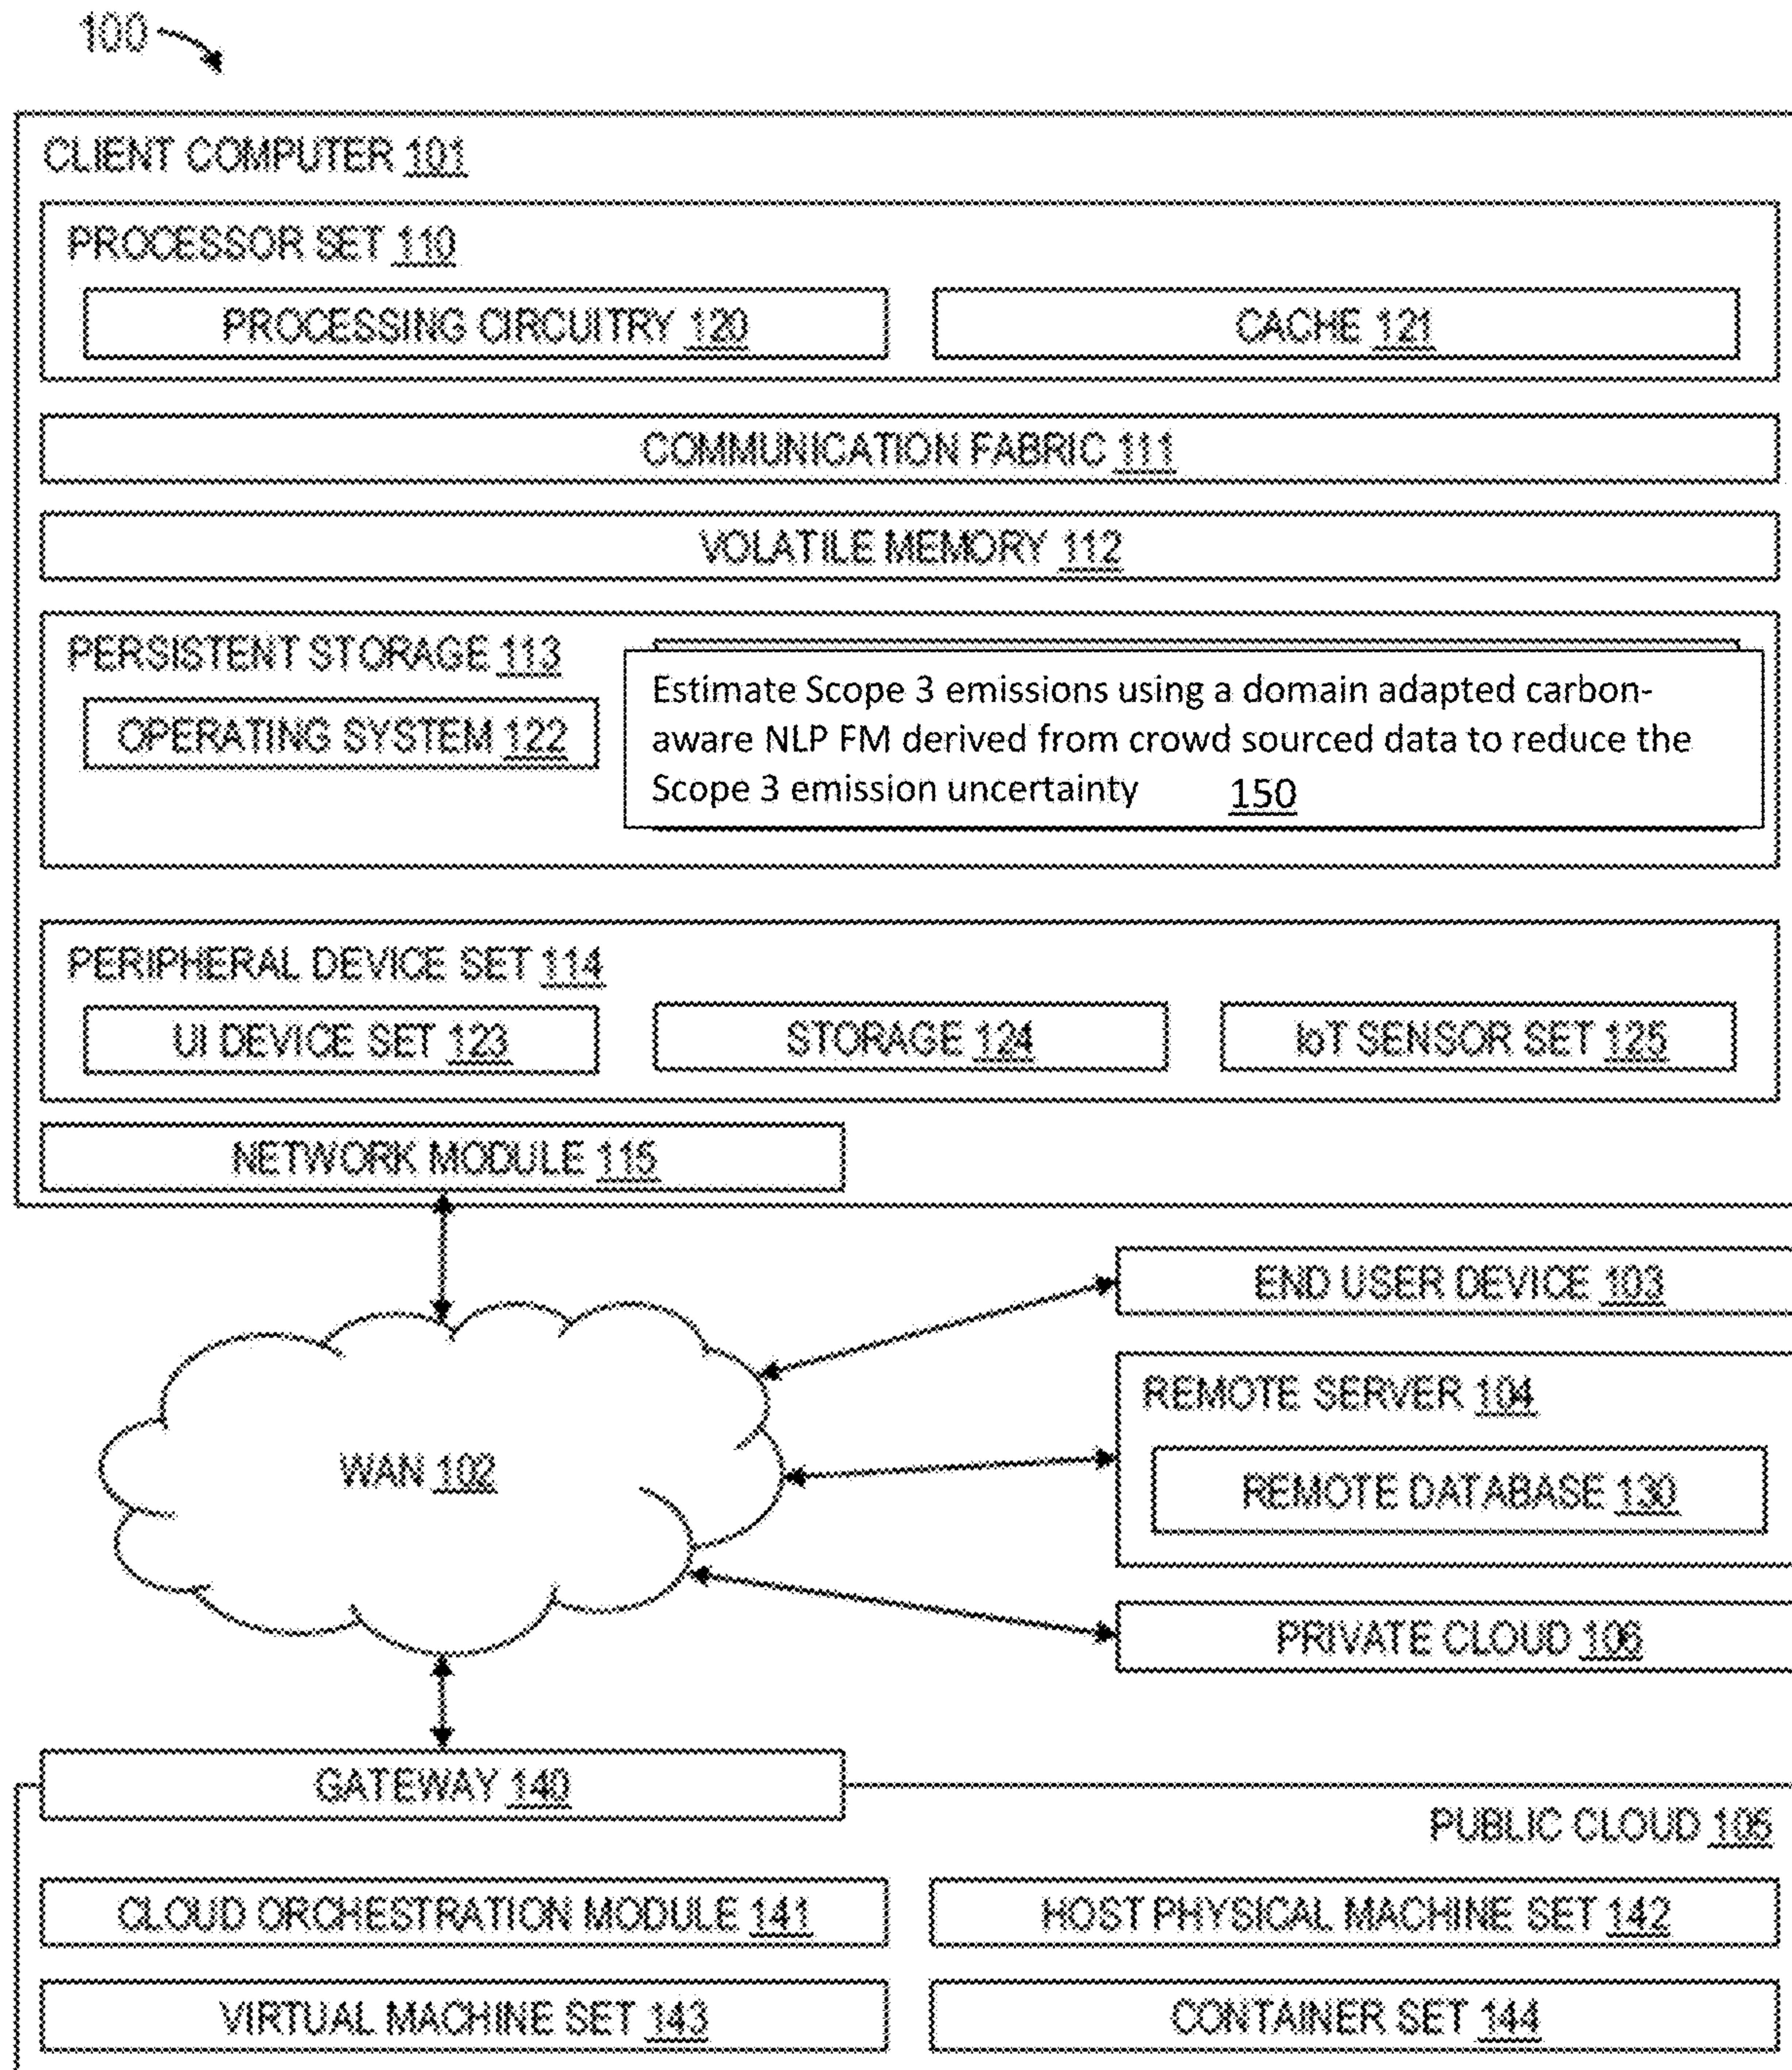 100
CLIENT COMPUTER 101
PROCESSOR SET 110
PROCESSING CIRCUITRY 120
CACHE 121
COMMUNICATION FABRIC 111
VOLATILE MEMORY 112
PERSISTENT STORAGE 113
OPERATING SYSTEM 122
Estimate Scope 3 emissions using a domain adapted carbon-
aware NLP FM derived from crowd sourced data to reduce the
Scope 3 emission uncertainty 150
PERIPHERAL DEVICE SET 114
UI DEVICE SET 123
STORAGE 124
IoT SENSOR SET 125
NETWORK MODULE 115
END USER DEVICE 103
REMOTE SERVER 104
WAN 102
REMOTE DATABASE 130
PRIVATE CLOUD 106
GATEWAY 140
PUBLIC CLOUD 105
CLOUD ORCHESTRATION MODULE 141
HOST PHYSICAL MACHINE SET 142
VIRTUAL MACHINE SET 143
CONTAINER SET 144